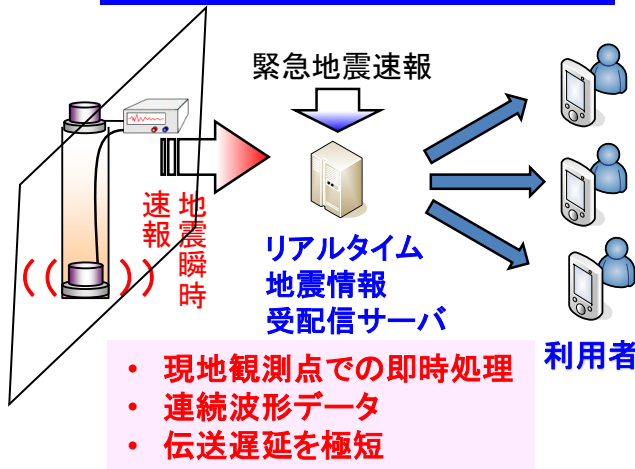 緊急地震速報
地震瞬時
速報
((
))
リアルタイム
地震情報
受配信サーバ
利用者
・ 現地観測点での即時処理
・ 連続波形データ
・ 伝送遅延を極短